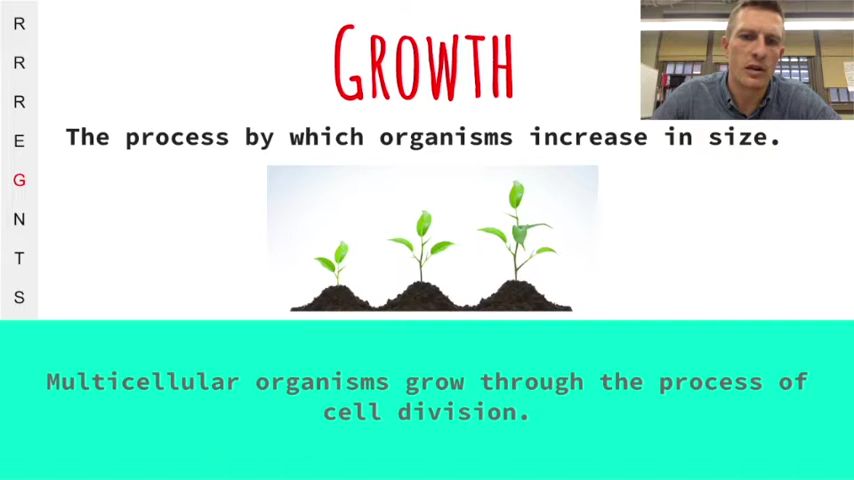 R
R
R
E
G
N
T
S
Growth
The process by which organisms increase in size.
Multicellular organisms grow through the process of
cell division.